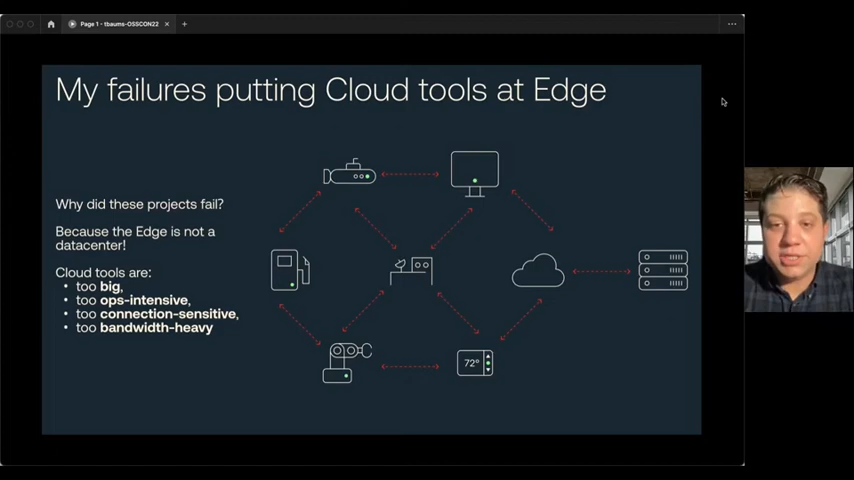 Page 1 - tbaums-OSSCON22
My failures putting Cloud tools at Edge
Why did these projects fail?
Because the Edge is not a
datacenter!
Cloud tools are:
• too big,
• too ops-intensive,
• too connection-sensitive,
• too bandwidth-heavy
72°